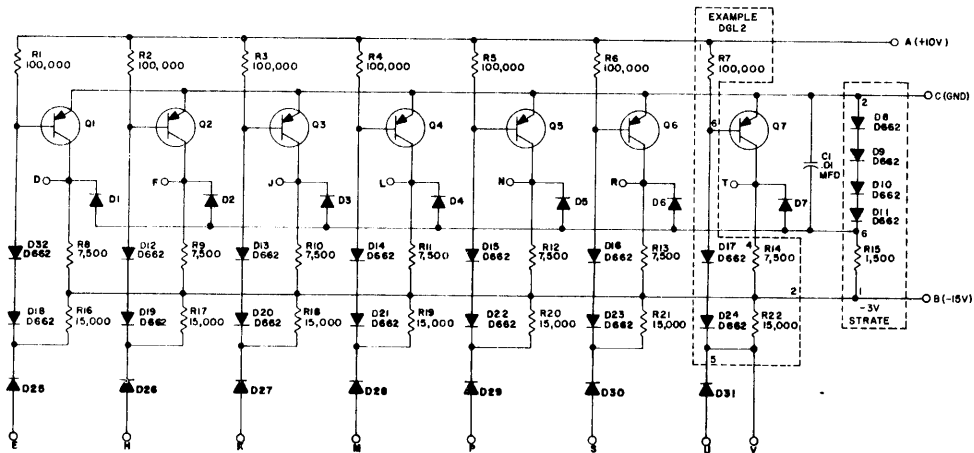 EXAMPLE
DGL2
A (+10V)
R1
100,000
R2
100,000
R3
100,000
R4
100,000
R5
100,000
R6
100,000
1
R7
100,000
C (GND)
2
Q1
Q2
Q3
Q4
Q5
Q6
6
Q7
C1
.01
MFD
D8
D662
D9
D662
D10
D662
D11
D662
D
D1
F
D2
J
D3
L
D4
N
D5
R
D6
T
D7
6
D32
D662
R8
7,500
D12
D662
R9
7,500
D13
D662
R10
7,500
D14
D662
R11
7,500
D15
D662
R12
7,500
D16
D662
R13
7,500
D17
D662
4
R14
7,500
R15
1,500
2
1
B (-15V)
-3V
STRATE
D18
D662
R16
15,000
D19
D662
R17
15,000
D20
D662
R18
15,000
D21
D662
R19
15,000
D22
D662
R20
15,000
D23
D662
R21
15,000
D24
D662
R22
15,000
5
D25
D26
D27
D28
D29
D30
D31
E
H
K
M
P
S
U
V